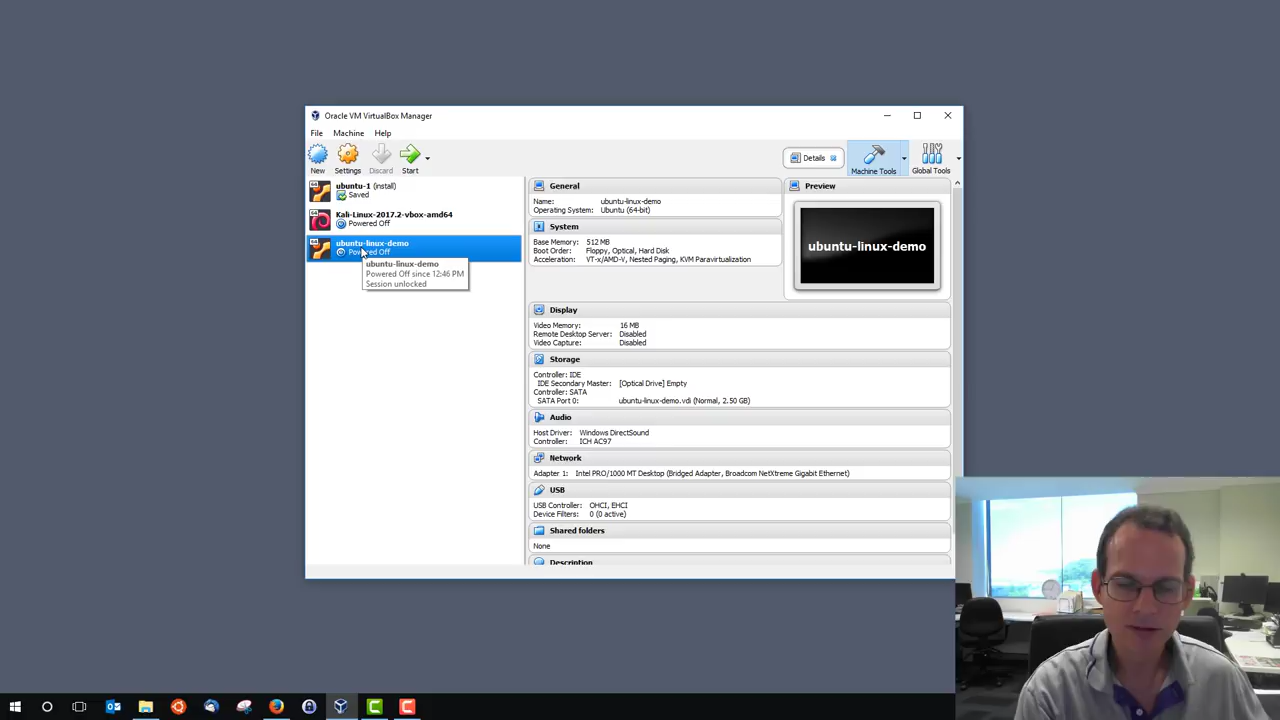 Oracle VM VirtualBox Manager
File Machine Help
New Settings Discard Start
Details Machine Tools Global Tools
64 ubuntu-1 (install)
Saved
64 Kali-Linux-2017.2-vbox-amd64
Powered Off
64 ubuntu-linux-demo
Powered Off
ubuntu-linux-demo
Powered Off since 12:46 PM
Session unlocked
General
Name: ubuntu-linux-demo
Operating System: Ubuntu (64-bit)
System
Base Memory: 512 MB
Boot Order: Floppy, Optical, Hard Disk
Acceleration: VT-x/AMD-V, Nested Paging, KVM Paravirtualization
Preview
ubuntu-linux-demo
Display
Video Memory: 16 MB
Remote Desktop Server: Disabled
Video Capture: Disabled
Storage
Controller: IDE
IDE Secondary Master: [Optical Drive] Empty
Controller: SATA
SATA Port 0: ubuntu-linux-demo.vdi (Normal, 2.50 GB)
Audio
Host Driver: Windows DirectSound
Controller: ICH AC97
Network
Adapter 1: Intel PRO/1000 MT Desktop (Bridged Adapter, Broadcom NetXtreme Gigabit Ethernet)
USB
USB Controller: OHCI, EHCI
Device Filters: 0 (0 active)
Shared folders
None
Description